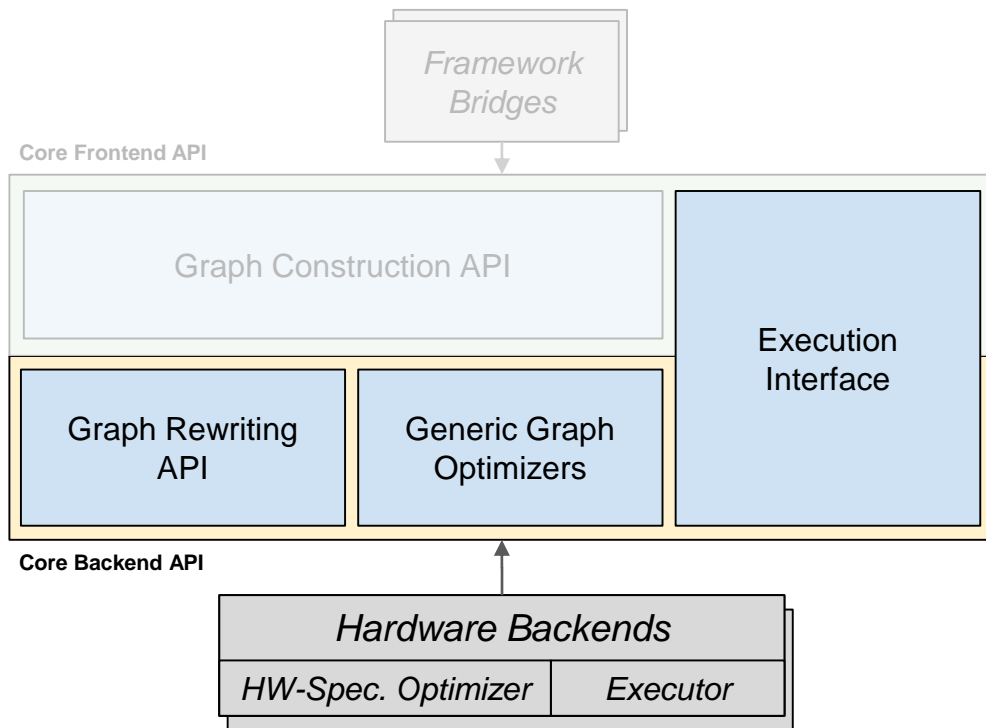 Framework
Bridges
Core Frontend API
Graph Construction API
Execution
Interface
Graph Rewriting
API
Generic Graph
Optimizers
Core Backend API
Hardware Backends
HW-Spec. Optimizer
Executor